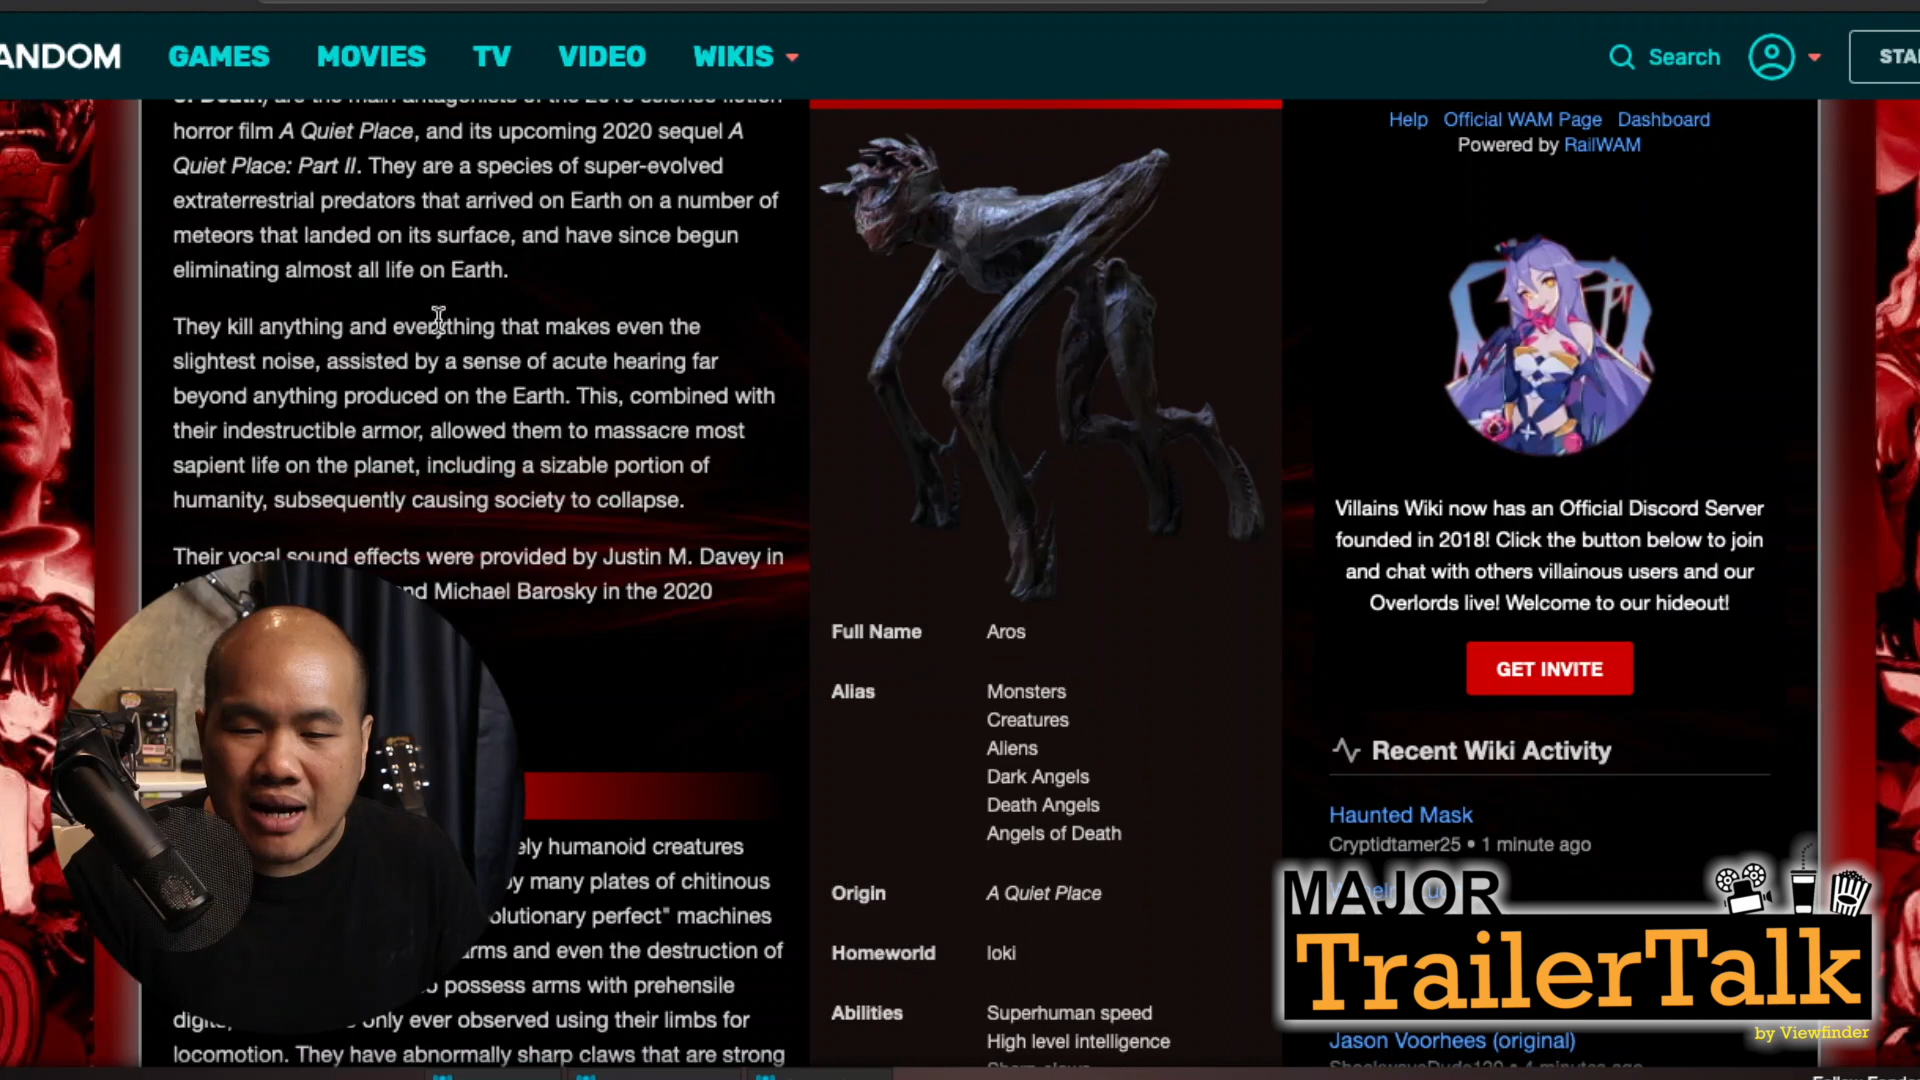 ANDOM GAMES MOVIES TV VIDEO WIKIS Search STA
horror film A Quiet Place, and its upcoming 2020 sequel A
Quiet Place: Part II. They are a species of super-evolved
extraterrestrial predators that arrived on Earth on a number of
meteors that landed on its surface, and have since begun
eliminating almost all life on Earth.
They kill anything and everything that makes even the
slightest noise, assisted by a sense of acute hearing far
beyond anything produced on the Earth. This, combined with
their indestructible armor, allowed them to massacre most
sapient life on the planet, including a sizable portion of
humanity, subsequently causing society to collapse.
Their vocal sound effects were provided by Justin M. Davey in
and Michael Barosky in the 2020
ely humanoid creatures
by many plates of chitinous
olutionary perfect" machines
arms and even the destruction of
possess arms with prehensile
only ever observed using their limbs for
locomotion. They have abnormally sharp claws that are strong
Full Name Aros
Alias Monsters
Creatures
Aliens
Dark Angels
Death Angels
Angels of Death
Origin A Quiet Place
Homeworld Ioki
Abilities Superhuman speed
High level intelligence
Help Official WAM Page Dashboard
Powered by RailWAM
Villains Wiki now has an Official Discord Server
founded in 2018! Click the button below to join
and chat with others villainous users and our
Overlords live! Welcome to our hideout!
GET INVITE
Recent Wiki Activity
Haunted Mask
Cryptidtamer25 • 1 minute ago
MAJOR
TrailerTalk
by Viewfinder
Jason Voorhees (original)